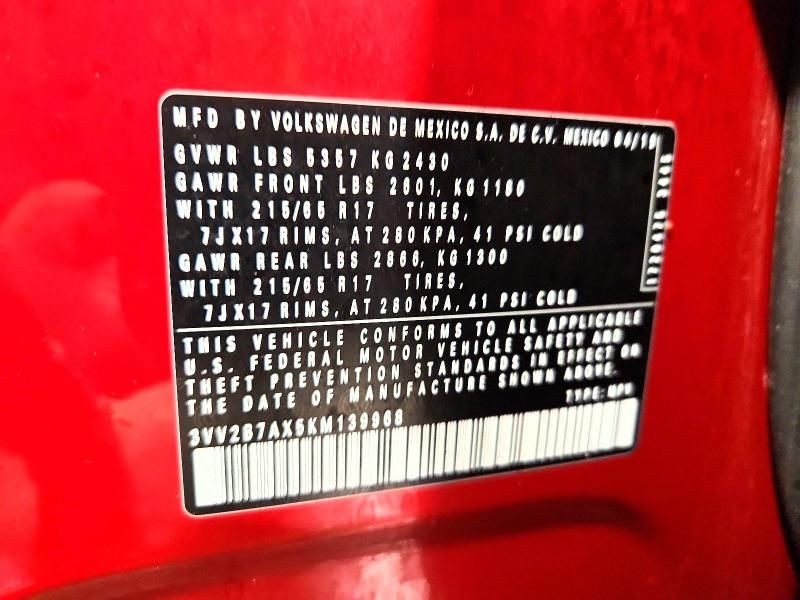 MFD BY VOLKSWAGEN DE MEXICO S.A. DE C.V. MEXICO 04/19
GVWR LBS 5357 KG 2430
GAWR FRONT LBS 2601, KG 1180
WITH 215/65 R17 TIRES,
7JX17 RIMS, AT 280 KPA, 41 PSI COLD
GAWR REAR LBS 2866, KG 1300
WITH 215/65 R17 TIRES,
7JX17 RIMS, AT 280 KPA, 41 PSI COLD
THIS VEHICLE CONFORMS TO ALL APPLICABLE
U.S. FEDERAL MOTOR VEHICLE SAFETY AND
THEFT PREVENTION STANDARDS IN EFFECT ON
THE DATE OF MANUFACTURE SHOWN ABOVE.
TYPE: MPV
3VV2B7AX5KM139968